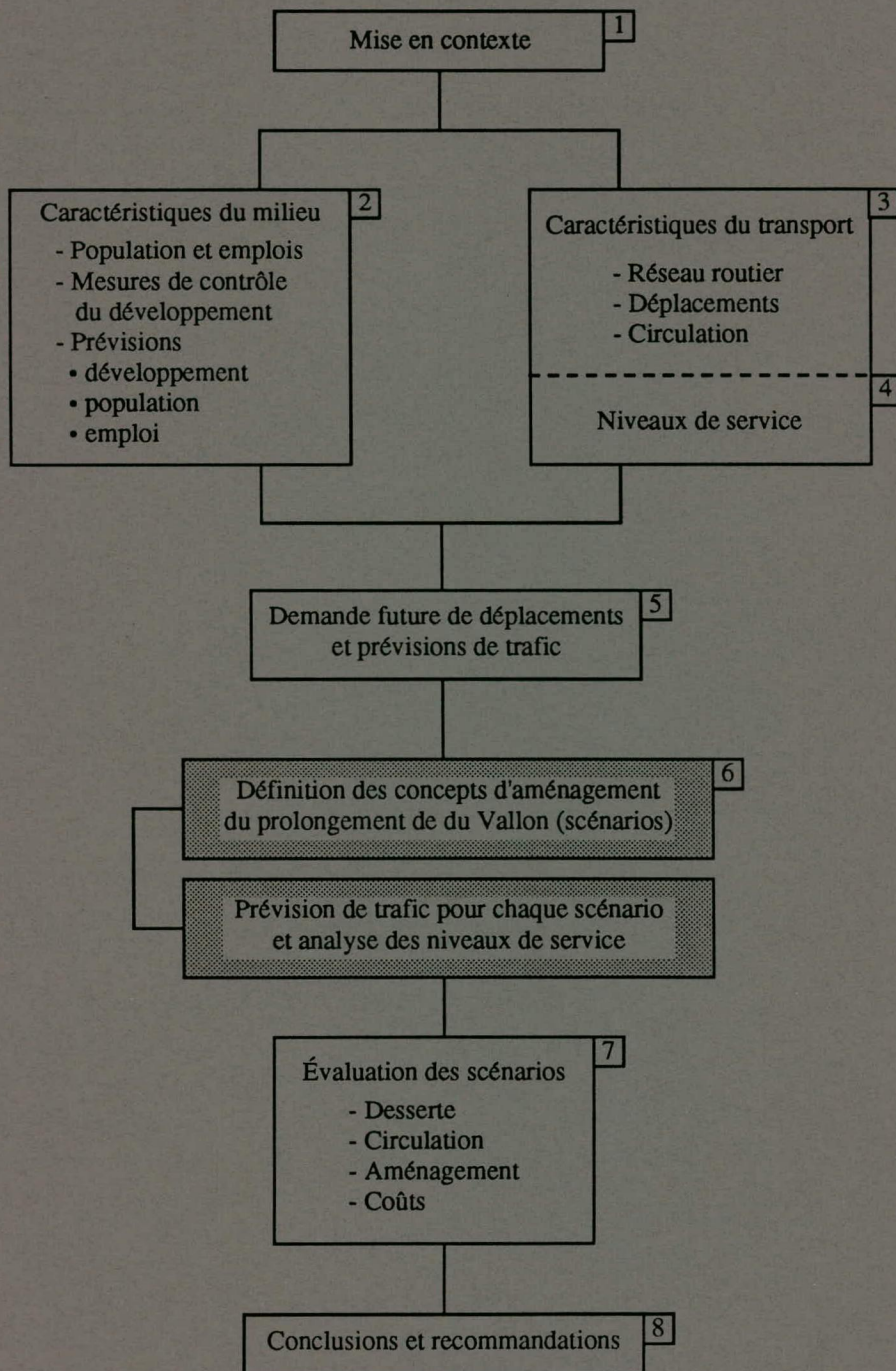 Mise en contexte
1
Caractéristiques du milieu
2
- Population et emplois
- Mesures de contrôle
du développement
- Prévisions
• développement
• population
• emploi
Caractéristiques du transport
3
- Réseau routier
- Déplacements
- Circulation
4
Niveaux de service
Demande future de déplacements
et prévisions de trafic
5
Définition des concepts d'aménagement
du prolongement de du Vallon (scénarios)
6
Prévision de trafic pour chaque scénario
et analyse des niveaux de service
Évaluation des scénarios
7
- Desserte
- Circulation
- Aménagement
- Coûts
Conclusions et recommandations
8